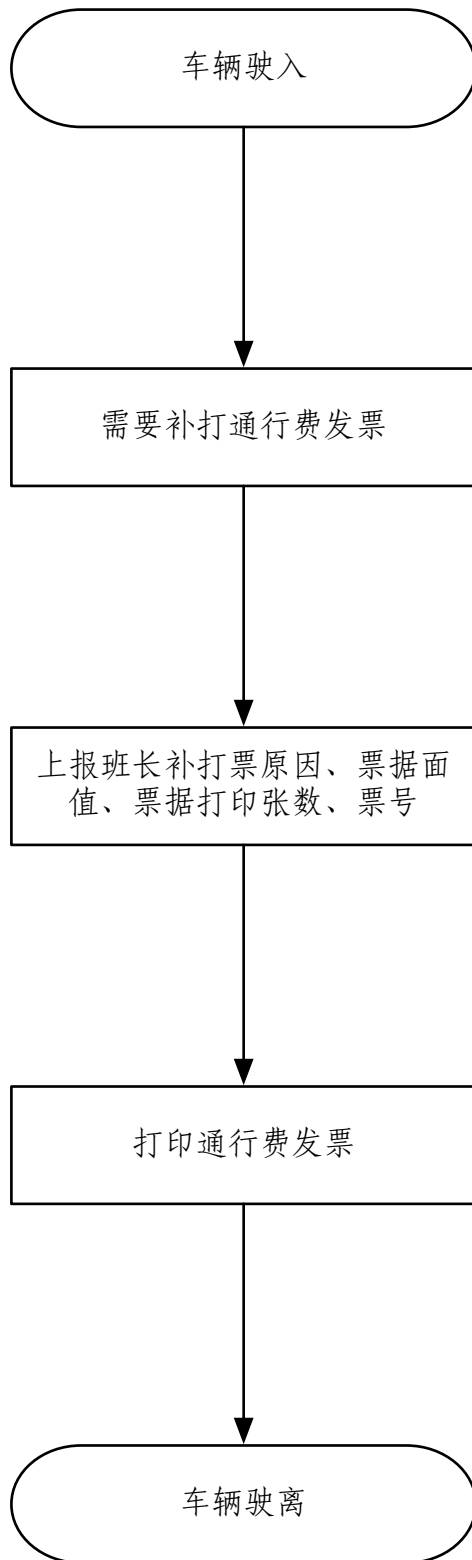 车辆驶入
需要补打通行费发票
上报班长补打票原因、票据面
值、票据打印张数、票号
打印通行费发票
车辆驶离